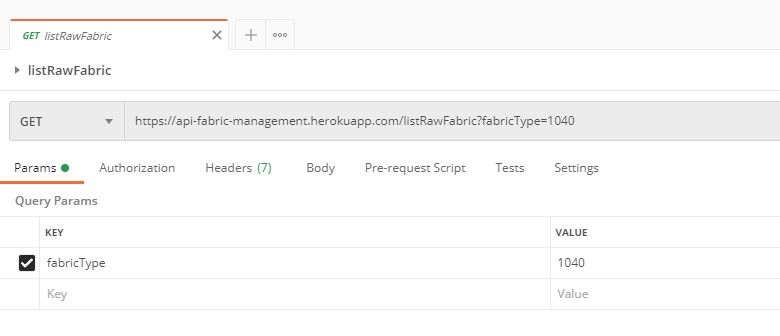 GET listRawFabric
listRawFabric
GET https://api-fabric-management.herokuapp.com/listRawFabric?fabricType=1040
Params Authorization Headers (7) Body Pre-request Script Tests Settings
Query Params
KEY VALUE
fabricType 1040
Key Value